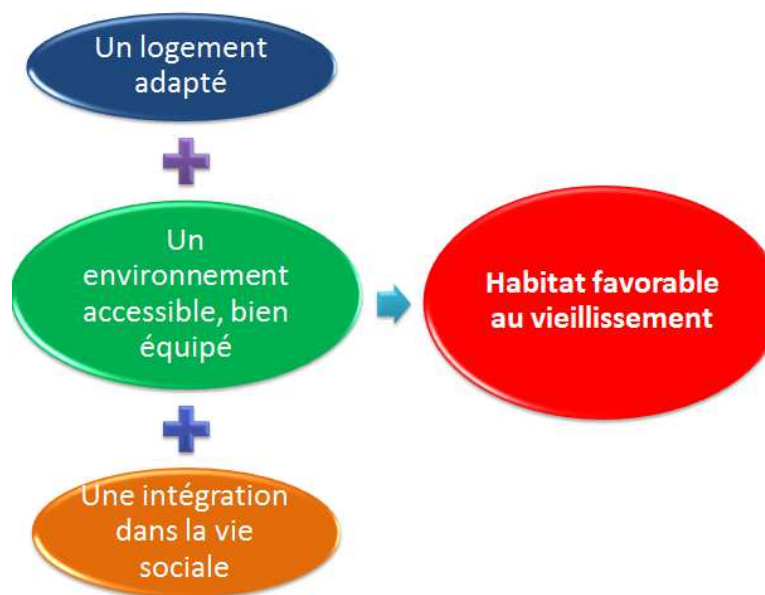 Un logement
adapté
Un
environnement
accessible, bien
équipé
Habitat favorable
au vieillissement
Une intégration
dans la vie
sociale